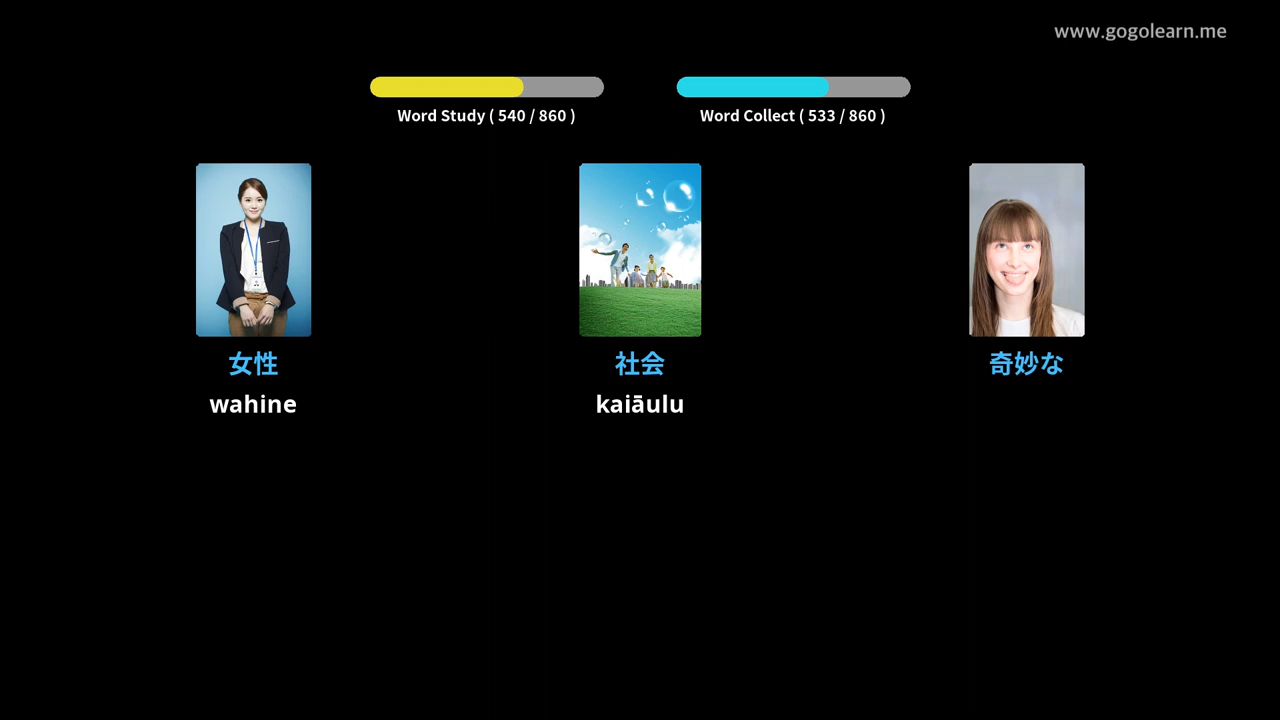 www.gogolearn.me
Word Study ( 540 / 860 )
Word Collect ( 533 / 860 )
女性
社会
奇妙な
wahine
kaiāulu